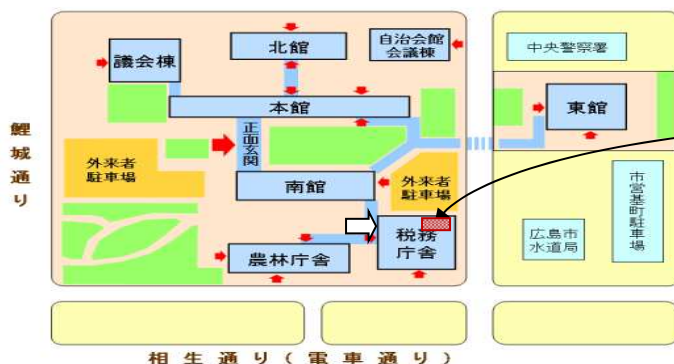 北館
自治会館
会議棟
中央警察署
議会棟
本館
東館
正面玄関
鯉城通り
外来者
駐車場
南館
外来者
駐車場
市営基町駐車場
税務
庁舎
広島市
水道局
農林庁舎
相生通り(電車通り)